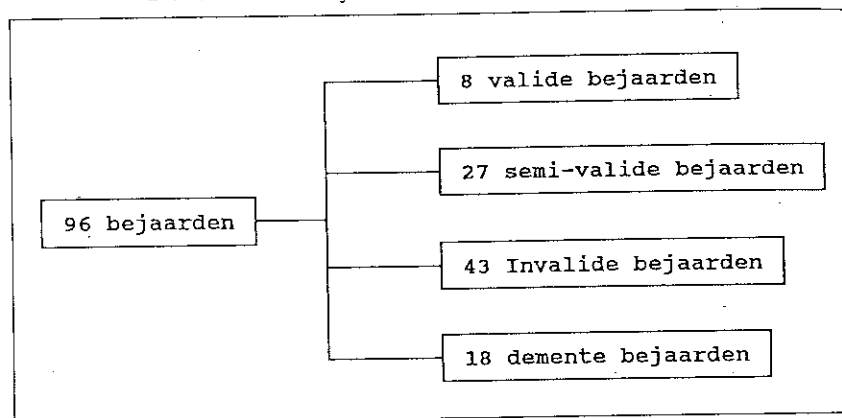 8 valide bejaarden
27 semi-valide bejaarden
96 bejaarden
43 Invalide bejaarden
18 demente bejaarden